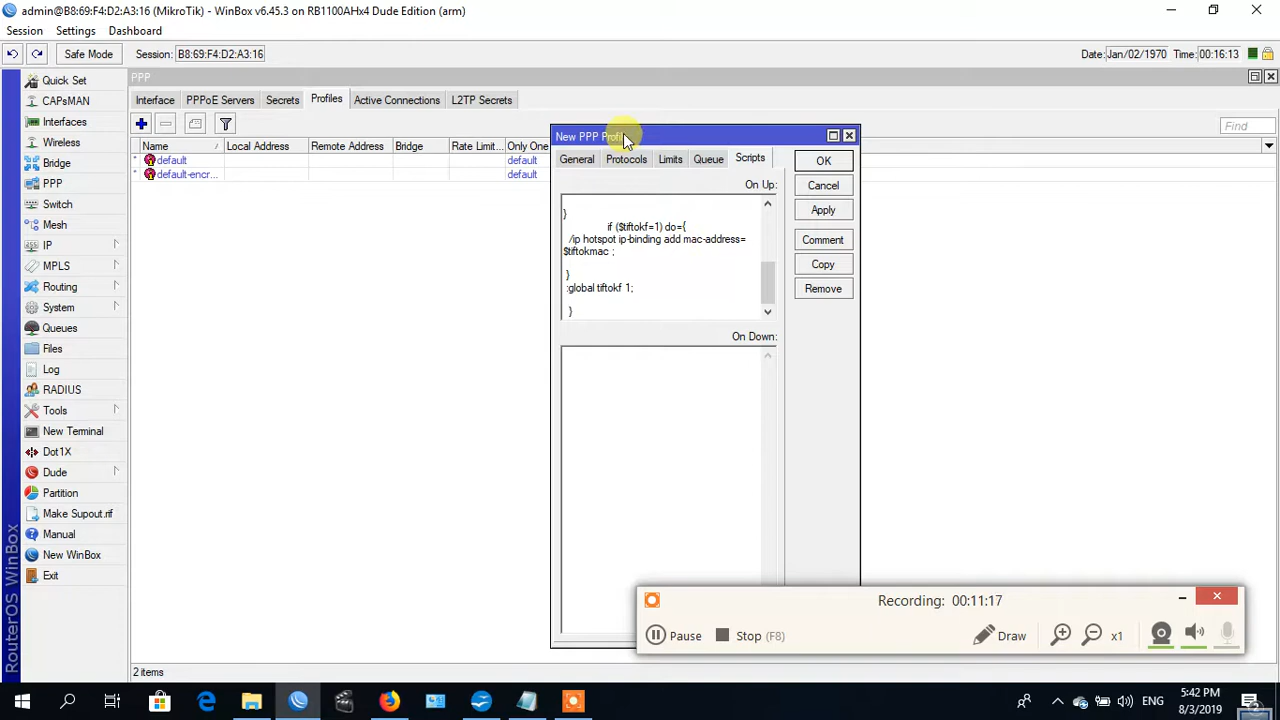 admin@B8:69:F4:D2:A3:16 (MikroTik) - WinBox v6.45.3 on RB1100AHx4 Dude Edition (arm)
Session Settings Dashboard
Safe Mode Session: B8:69:F4:D2:A3:16 Date: Jan/02/1970 Time: 00:16:13
Quick Set
CAPsMAN
Interfaces
Wireless
Bridge
PPP
Switch
Mesh
IP
MPLS
Routing
System
Queues
Files
Log
RADIUS
Tools
New Terminal
Dot1X
Dude
Partition
Make Supout.rif
Manual
New WinBox
Exit
RouterOS WinBox
PPP
Interface PPPoE Servers Secrets Profiles Active Connections L2TP Secrets
Find
Name Local Address Remote Address Bridge Rate Limit... Only One
* default default
* default-encr... default
2 items
New PPP Profile
General Protocols Limits Queue Scripts
On Up:
}
if ($tiftokf=1) do={
/ip hotspot ip-binding add mac-address=
$tiftokmac ;
}
:global tiftokf 1;
}
On Down:
OK
Cancel
Apply
Comment
Copy
Remove
Recording: 00:11:17
Pause Stop (F8) Draw x1
ENG
5:42 PM
8/3/2019
2